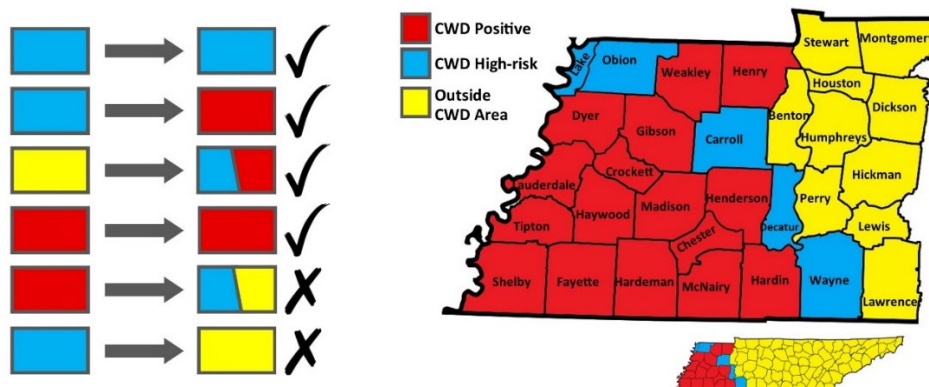 CWD Positive
CWD High-risk
Outside
CWD Area
Stewart
Montgomery
Lake
Obion
Weakley
Henry
Houston
Dickson
Benton
Humphreys
Dyer
Gibson
Carroll
Crockett
Hickman
Lauderdale
Haywood
Madison
Henderson
Perry
Decatur
Lewis
Tipton
Chester
Shelby
Fayette
Hardeman
McNairy
Hardin
Wayne
Lawrence